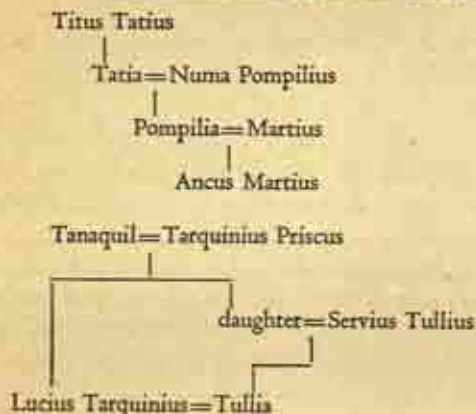 Titus Tatius
Tatia=Numa Pompilius
Pompilia=Martius
Ancus Martius
Tanaquil=Tarquinius Priscus
daughter=Servius Tullius
Lucius Tarquinius=Tullia